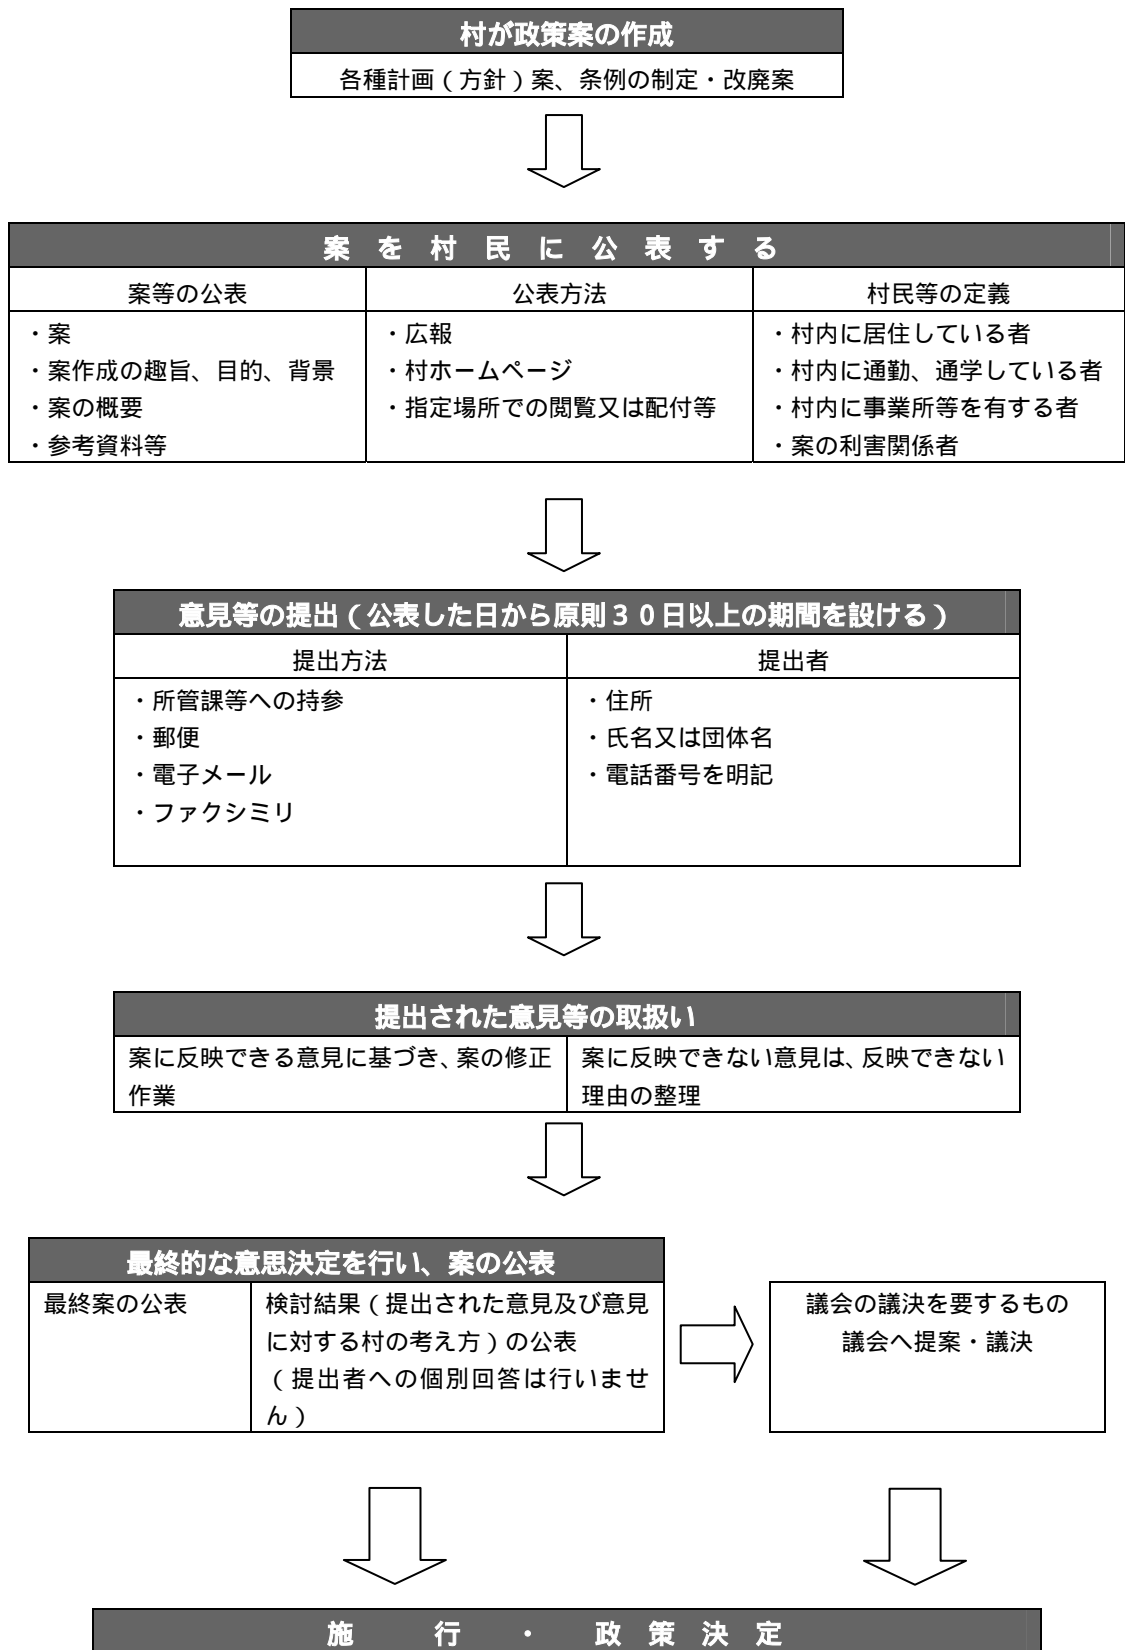 村が政策案の作成
各種計画（方針）案、条例の制定・改廃案
案を村民に公表する
案等の公表
・案
・案作成の趣旨、目的、背景
・案の概要
・参考資料等
公表方法
・広報
・村ホームページ
・指定場所での閲覧又は配付等
村民等の定義
・村内に居住している者
・村内に通勤、通学している者
・村内に事業所等を有する者
・案の利害関係者
意見等の提出（公表した日から原則３０日以上の期間を設ける）
提出方法
・所管課等への持参
・郵便
・電子メール
・ファクシミリ
提出者
・住所
・氏名又は団体名
・電話番号を明記
提出された意見等の取扱い
案に反映できる意見に基づき、案の修正
作業
案に反映できない意見は、反映できない
理由の整理
最終的な意思決定を行い、案の公表
最終案の公表
検討結果（提出された意見及び意見
に対する村の考え方）の公表
（提出者への個別回答は行いませ
ん）
議会の議決を要するもの
議会へ提案・議決
施行・政策決定